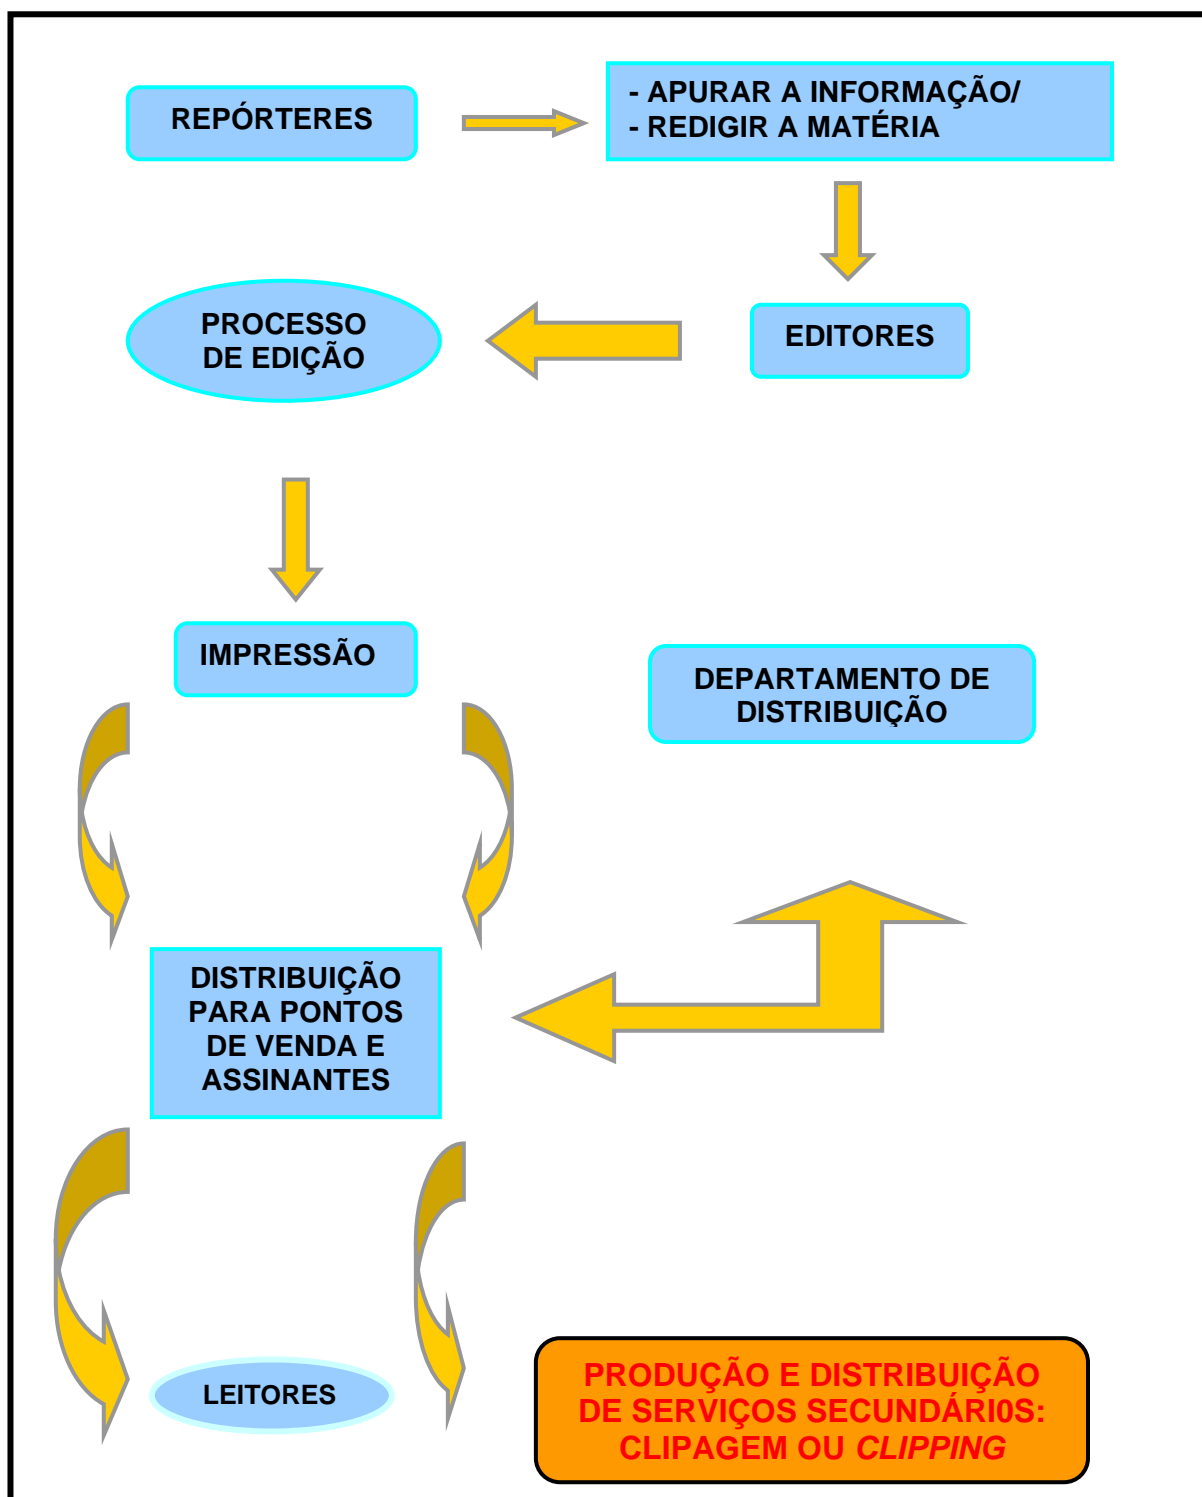 REPÓRTERES
- APURAR A INFORMAÇÃO/
- REDIGIR A MATÉRIA
PROCESSO
DE EDIÇÃO
EDITORES
IMPRESSÃO
DEPARTAMENTO DE
DISTRIBUIÇÃO
DISTRIBUIÇÃO
PARA PONTOS
DE VENDA E
ASSINANTES
LEITORES
PRODUÇÃO E DISTRIBUIÇÃO
DE SERVIÇOS SECUNDÁRI0S:
CLIPAGEM OU CLIPPING